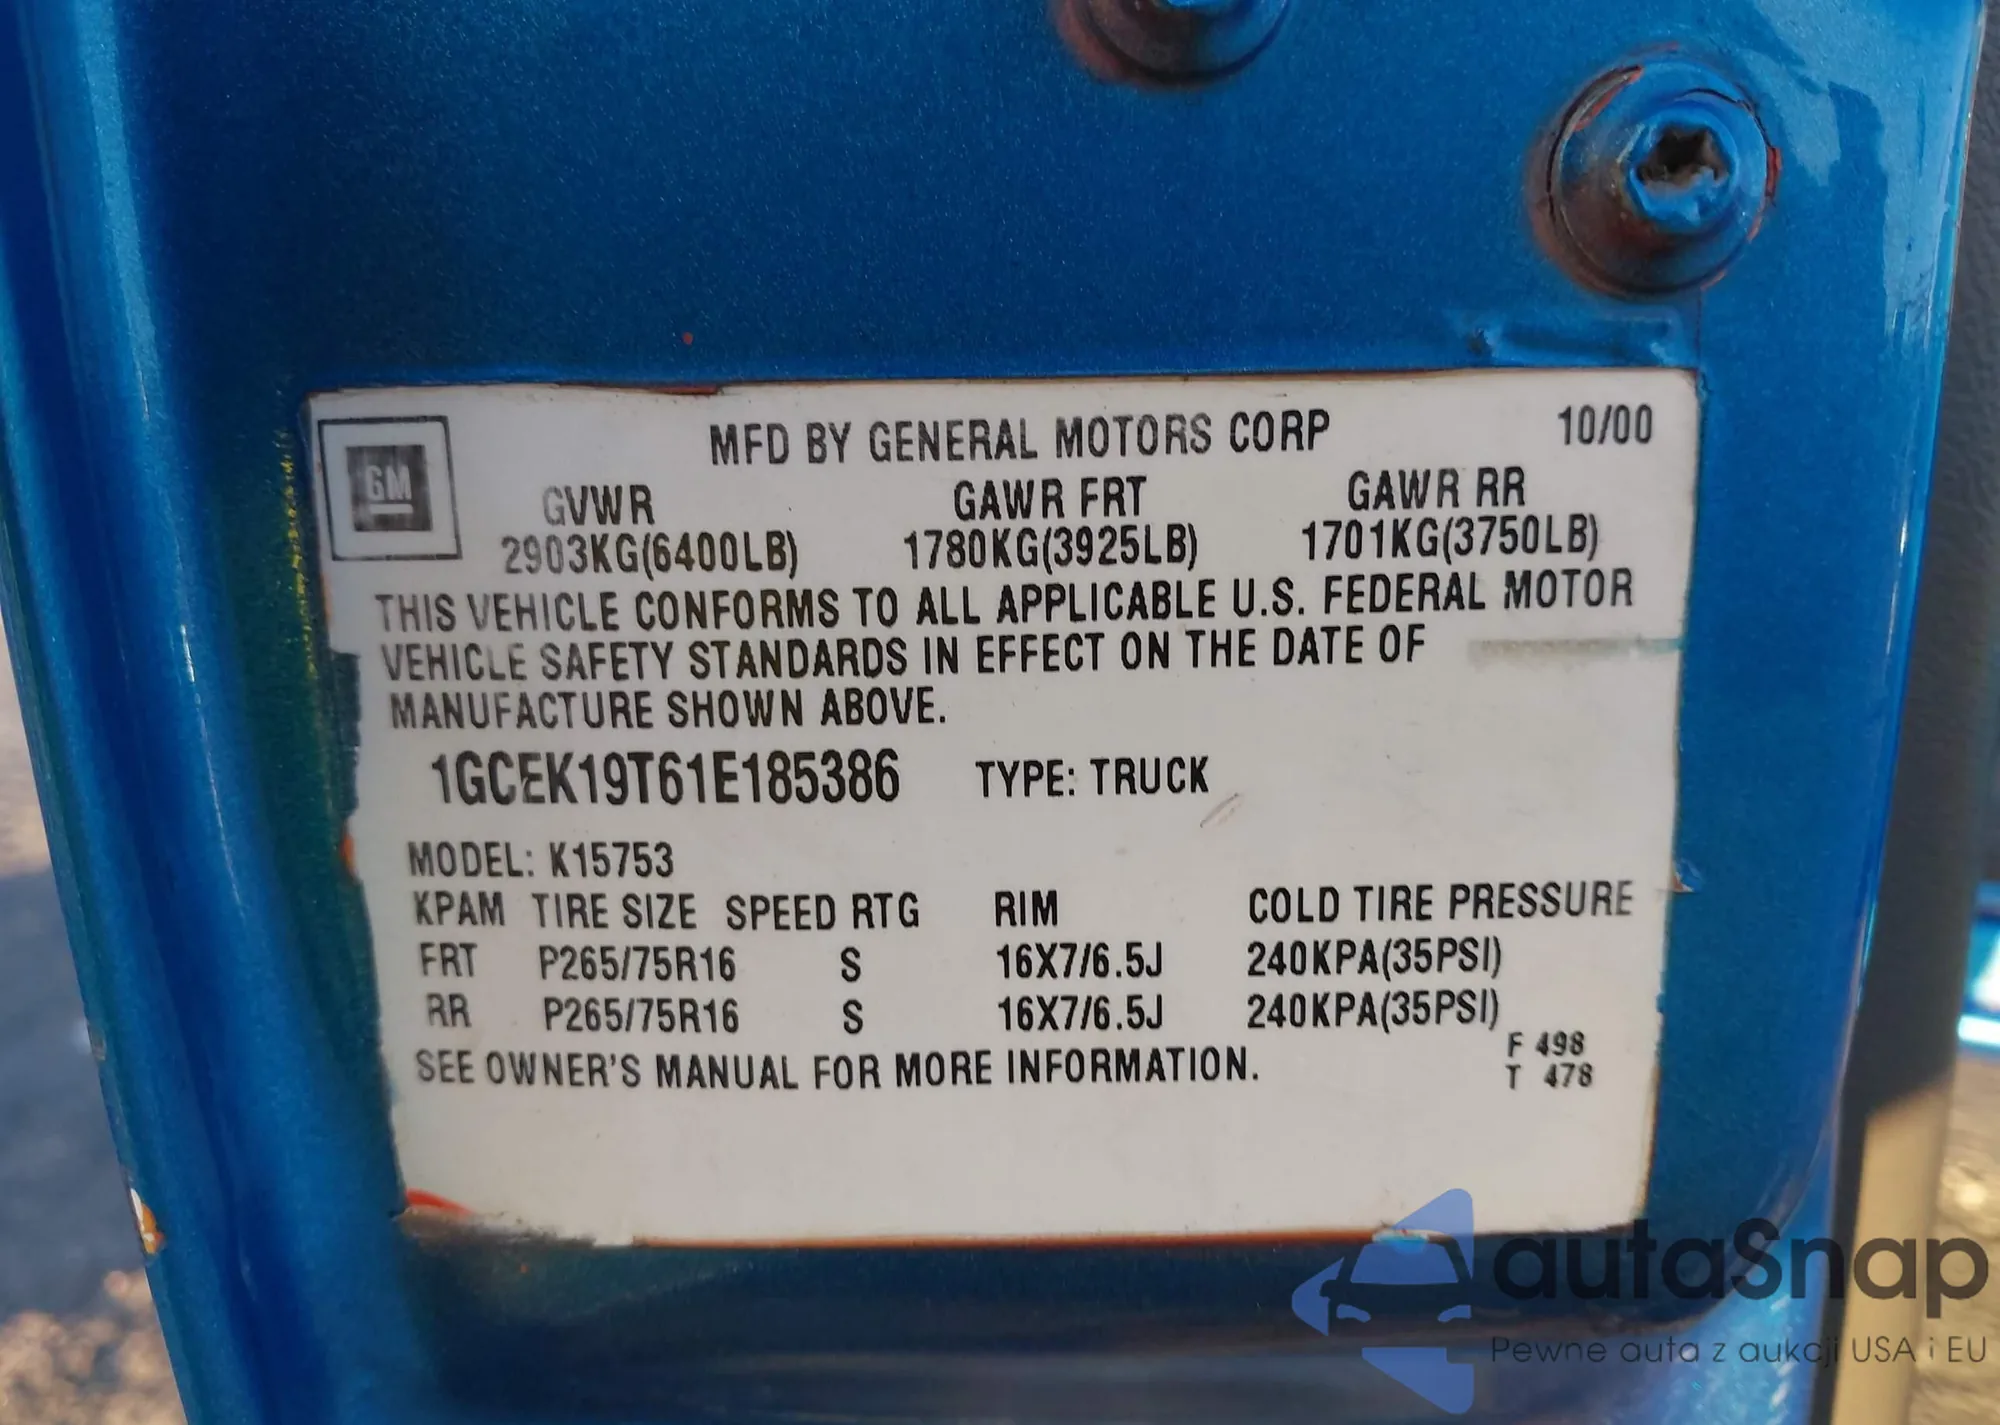 MFD BY GENERAL MOTORS CORP 10/00
GM
GVWR GAWR FRT GAWR RR
2903KG(6400LB) 1780KG(3925LB) 1701KG(3750LB)
THIS VEHICLE CONFORMS TO ALL APPLICABLE U.S. FEDERAL MOTOR
VEHICLE SAFETY STANDARDS IN EFFECT ON THE DATE OF
MANUFACTURE SHOWN ABOVE.
1GCEK19T61E185386 TYPE: TRUCK
MODEL: K15753
KPAM TIRE SIZE SPEED RTG RIM COLD TIRE PRESSURE
FRT P265/75R16 S 16X7/6.5J 240KPA(35PSI)
RR P265/75R16 S 16X7/6.5J 240KPA(35PSI)
SEE OWNER'S MANUAL FOR MORE INFORMATION.
F 498
T 478
autaSnap
Pewne auta z aukcji USA i EU